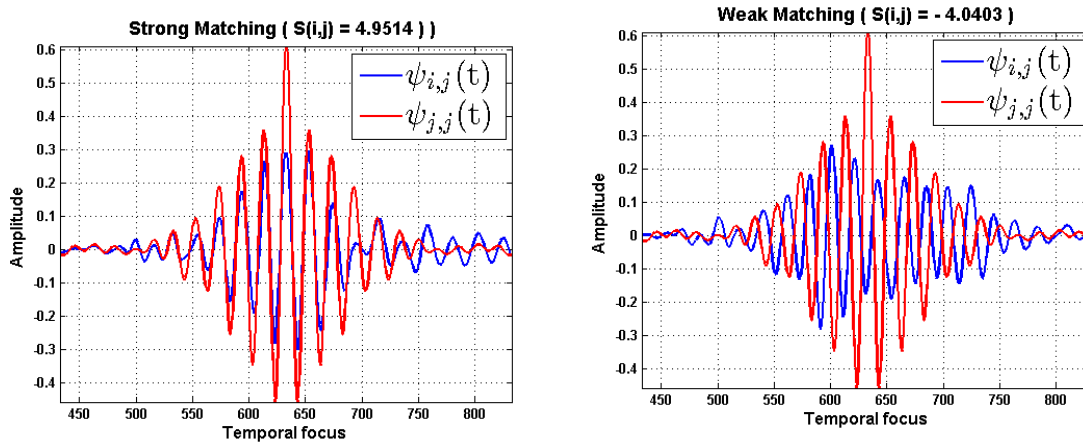 Strong Matching ( S(i,j) = 4.9514 ) )
0.6
0.5
0.4
0.3
0.2
0.1
0
-0.1
-0.2
-0.3
-0.4
Amplitude
ψi,j(t)
ψj,j(t)
450 500 550 600 650 700 750 800
Temporal focus
Weak Matching ( S(i,j) = - 4.0403 )
0.6
0.5
0.4
0.3
0.2
0.1
0
-0.1
-0.2
-0.3
-0.4
Amplitude
ψi,j(t)
ψj,j(t)
450 500 550 600 650 700 750 800
Temporal focus